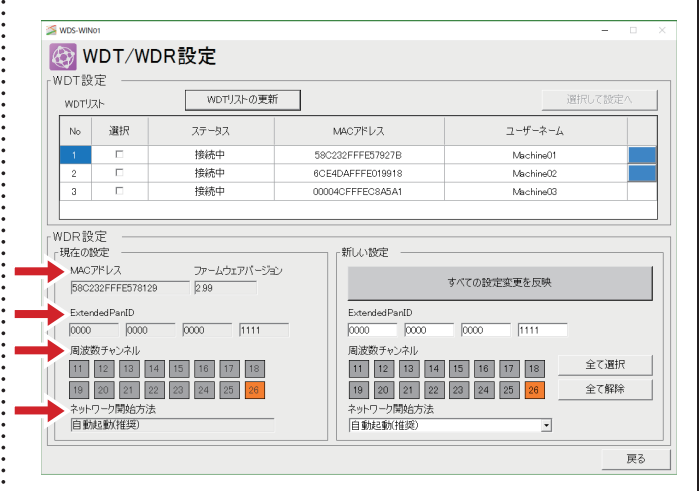 WDS-WIN01
WDT/WDR設定
WDT設定
WDTリスト
WDTリストの更新
選択して設定へ
No 選択 ステータス MACアドレス ユーザーネーム
1 接続中 58C232FFFE57927B Machine01
2 接続中 6CE4DAFFFE019918 Machine02
3 接続中 00004CFFFEC8A5A1 Machine03
WDR設定
現在の設定
MACアドレス ファームウェアバージョン
58C232FFFE578129 2.99
ExtendedPanID
0000 0000 0000 1111
周波数チャンネル
11 12 13 14 15 16 17 18
19 20 21 22 23 24 25 26
ネットワーク開始方法
自動起動(推奨)
新しい設定
すべての設定変更を反映
ExtendedPanID
0000 0000 0000 1111
周波数チャンネル
11 12 13 14 15 16 17 18 全て選択
19 20 21 22 23 24 25 26 全て解除
ネットワーク開始方法
自動起動(推奨)
戻る